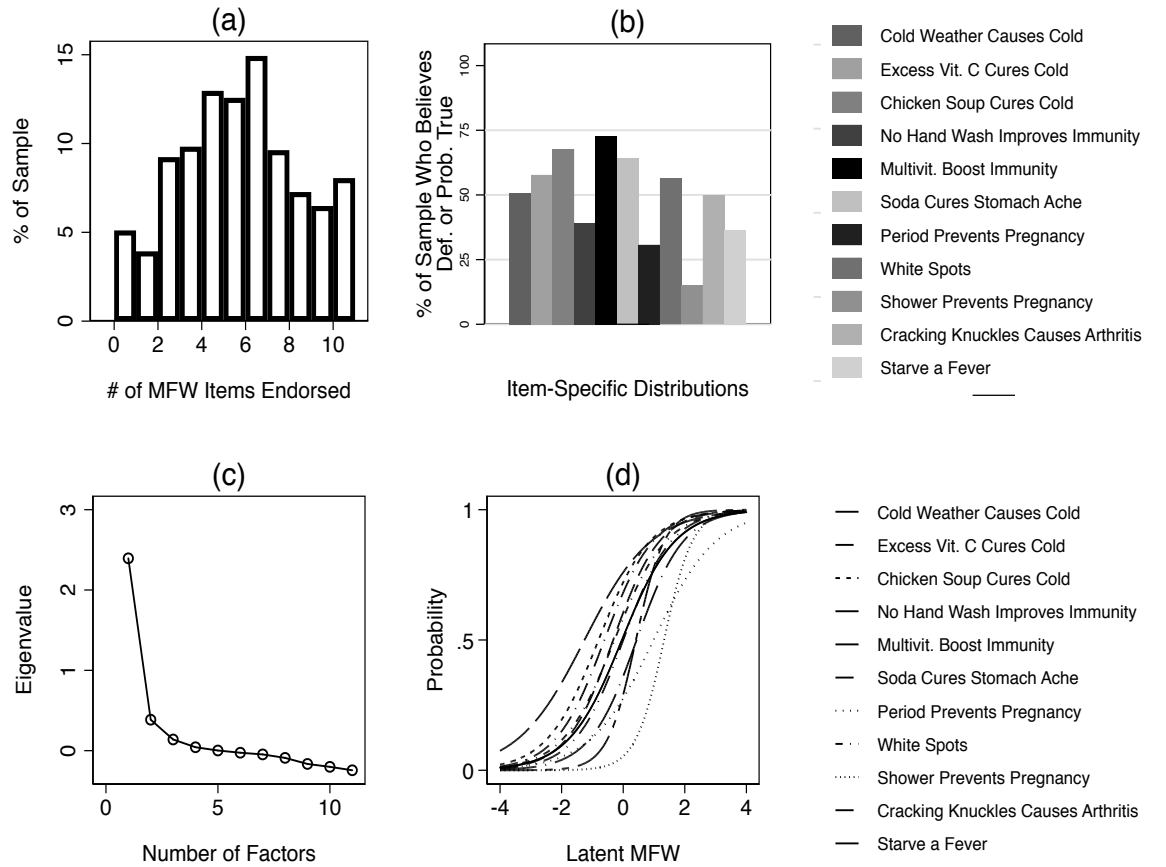 (a)
15
10
5
0
% of Sample
0 2 4 6 8 10
# of MFW Items Endorsed
(b)
100
75
50
25
0
% of Sample Who Believes
Def. or Prob. True
Item-Specific Distributions
Cold Weather Causes Cold
Excess Vit. C Cures Cold
Chicken Soup Cures Cold
No Hand Wash Improves Immunity
Multivit. Boost Immunity
Soda Cures Stomach Ache
Period Prevents Pregnancy
White Spots
Shower Prevents Pregnancy
Cracking Knuckles Causes Arthritis
Starve a Fever
(c)
3
2
1
0
Eigenvalue
0 5 10
Number of Factors
(d)
1
.5
0
Probability
-4 -2 0 2 4
Latent MFW
Cold Weather Causes Cold
Excess Vit. C Cures Cold
Chicken Soup Cures Cold
No Hand Wash Improves Immunity
Multivit. Boost Immunity
Soda Cures Stomach Ache
Period Prevents Pregnancy
White Spots
Shower Prevents Pregnancy
Cracking Knuckles Causes Arthritis
Starve a Fever